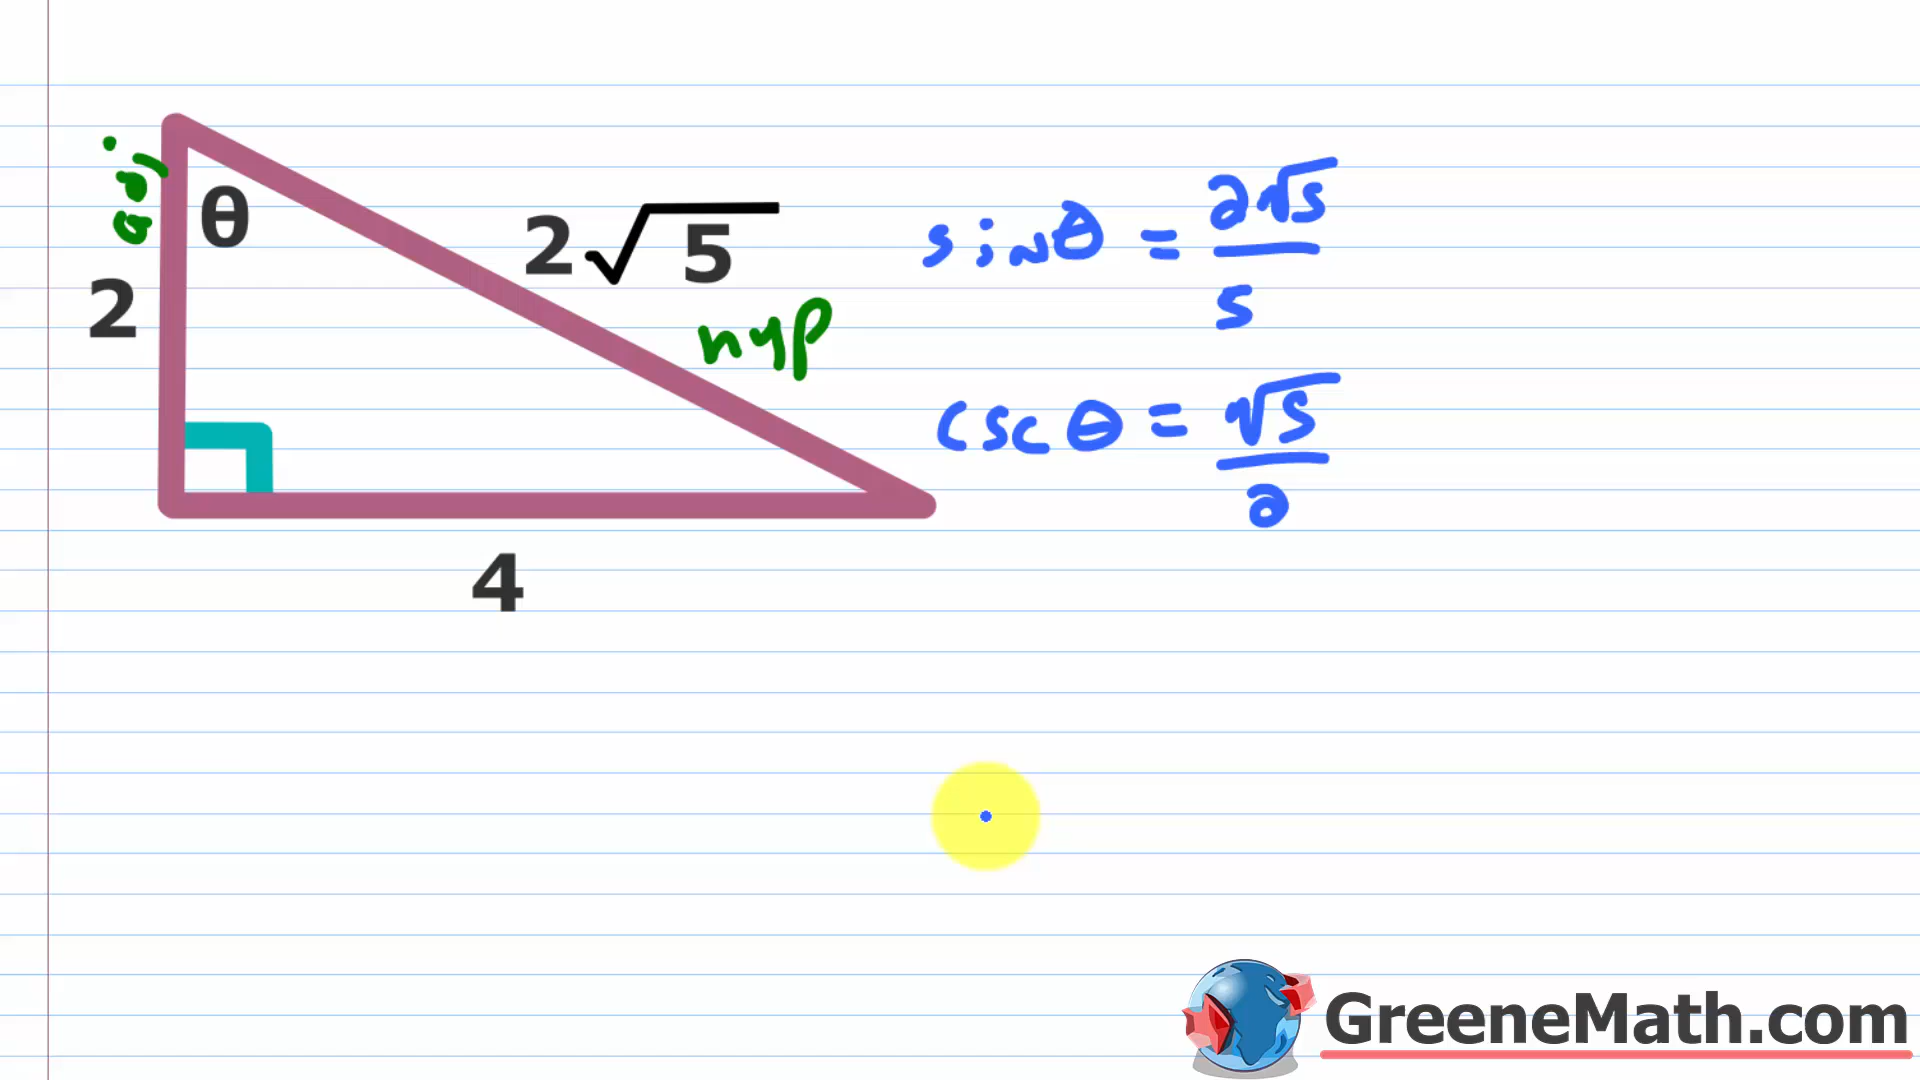 adj
θ
2√5
2
hyp
4
sinθ = 2√5/5
cscθ = √5/2
GreeneMath.com